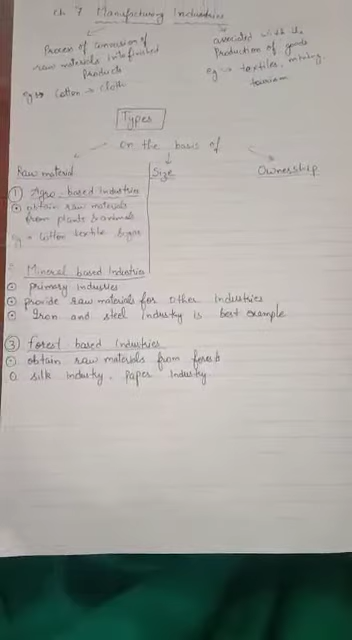 Ch 7 Manufacturing Industries
Process of conversion of
raw materials into finished
Products
eg → Cotton → cloth
associated with the
Production of goods
eg → textiles, mining,
tourism
Types
on the basis of
Raw material
Size
Ownership
① Agro based Industries
obtain raw materials
from plants & animals
eg → cotton textile Sugar
Mineral based Industries
primary Industries
provide raw materials for other Industries
Iron and steel Industry is best example
③ forest based Industries
obtain raw materials from forests
silk Industry, Paper Industry